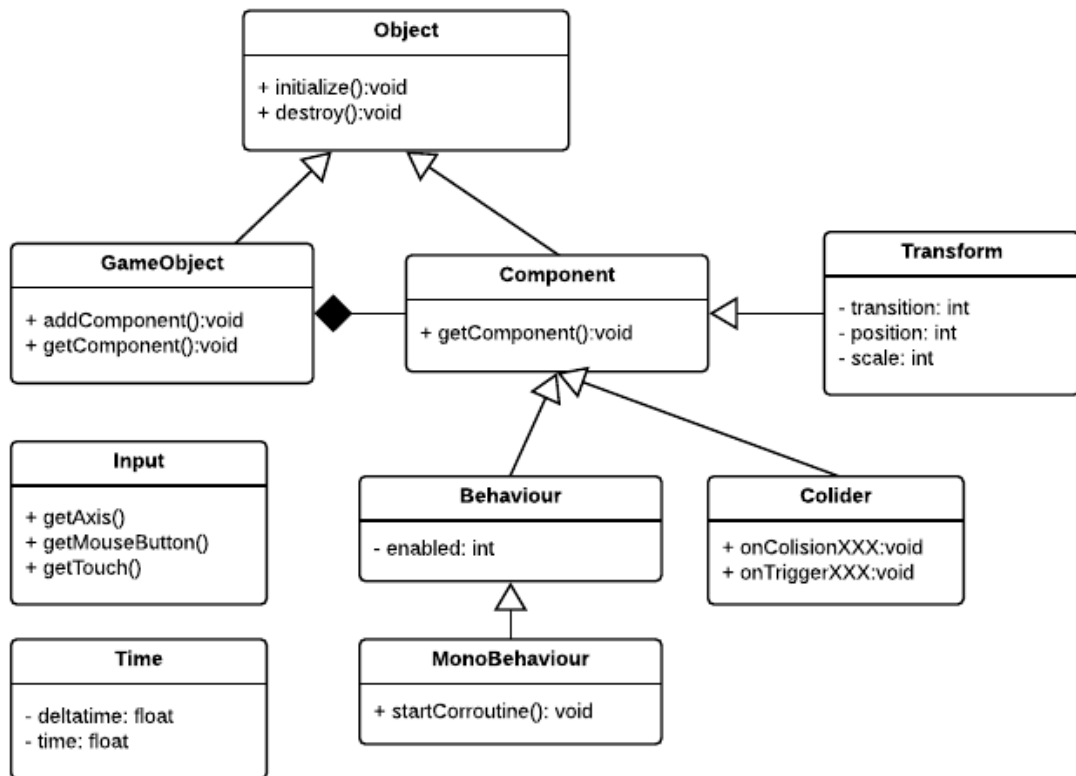 Object
+ initialize():void
+ destroy():void
GameObject
+ addComponent():void
+ getComponent():void
Component
+ getComponent():void
Transform
- transition: int
- position: int
- scale: int
Input
+ getAxis()
+ getMouseButton()
+ getTouch()
Behaviour
- enabled: int
Colider
+ onColisionXXX:void
+ onTriggerXXX:void
Time
- deltatime: float
- time: float
MonoBehaviour
+ startCorroutine(): void